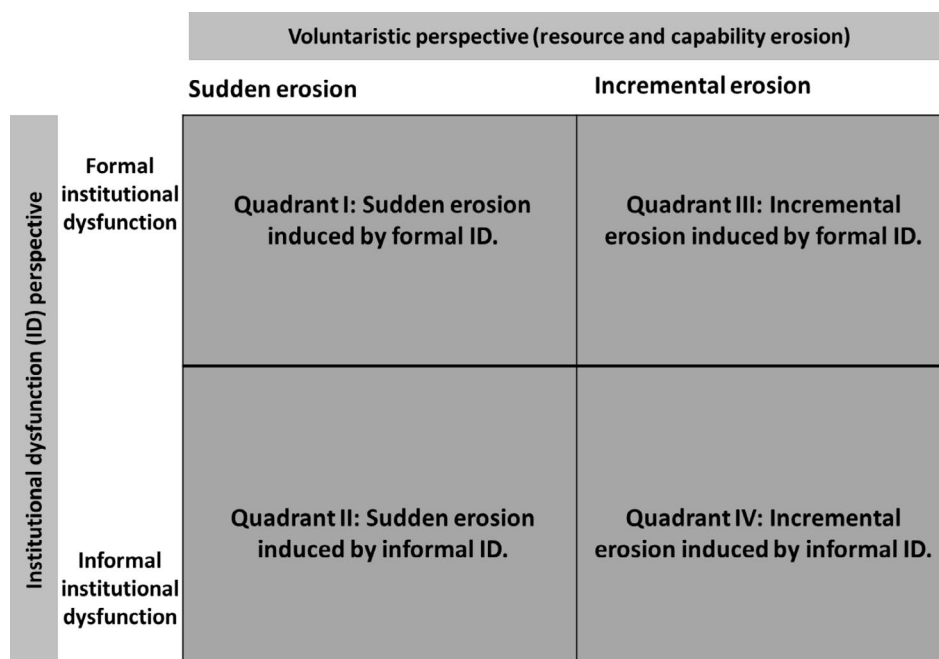 Voluntaristic perspective (resource and capability erosion)
Sudden erosion
Incremental erosion
Institutional dysfunction (ID) perspective
Formal
institutional
dysfunction
Quadrant I: Sudden erosion
induced by formal ID.
Quadrant III: Incremental
erosion induced by formal ID.
Informal
institutional
dysfunction
Quadrant II: Sudden erosion
induced by informal ID.
Quadrant IV: Incremental
erosion induced by informal ID.